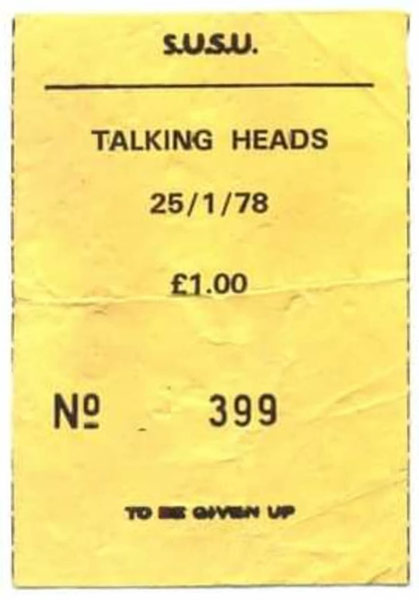 S.U.S.U.
TALKING HEADS
25/1/78
£1.00
Nº 399
TO BE GIVEN UP